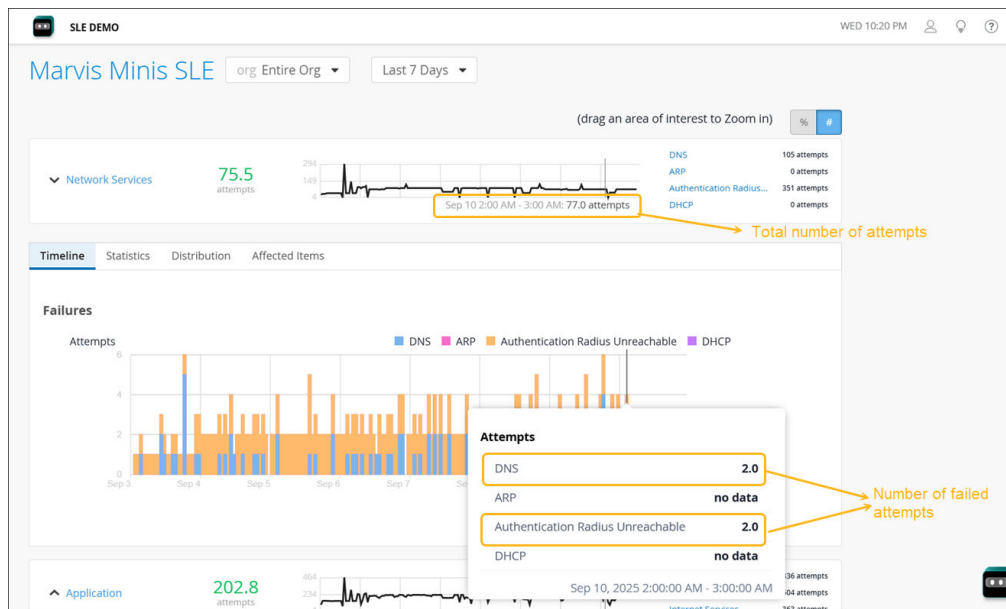 SLE DEMO
WED 10:20 PM
?
Marvis Minis SLE
org Entire Org
Last 7 Days
(drag an area of interest to Zoom in)
% #
Network Services
75.5
attempts
294
149
4
Sep 10 2:00 AM - 3:00 AM: 77.0 attempts
DNS 105 attempts
ARP 0 attempts
Authentication Radius... 351 attempts
DHCP 0 attempts
Total number of attempts
Timeline Statistics Distribution Affected Items
Failures
Attempts
DNS ARP Authentication Radius Unreachable DHCP
6
4
2
0
Sep 3 Sep 4 Sep 5 Sep 6 Sep 7
Attempts
DNS 2.0
ARP no data
Authentication Radius Unreachable 2.0
DHCP no data
Sep 10, 2025 2:00:00 AM - 3:00:00 AM
Number of failed
attempts
Application
202.8
attempts
464
234
attempts
attempts